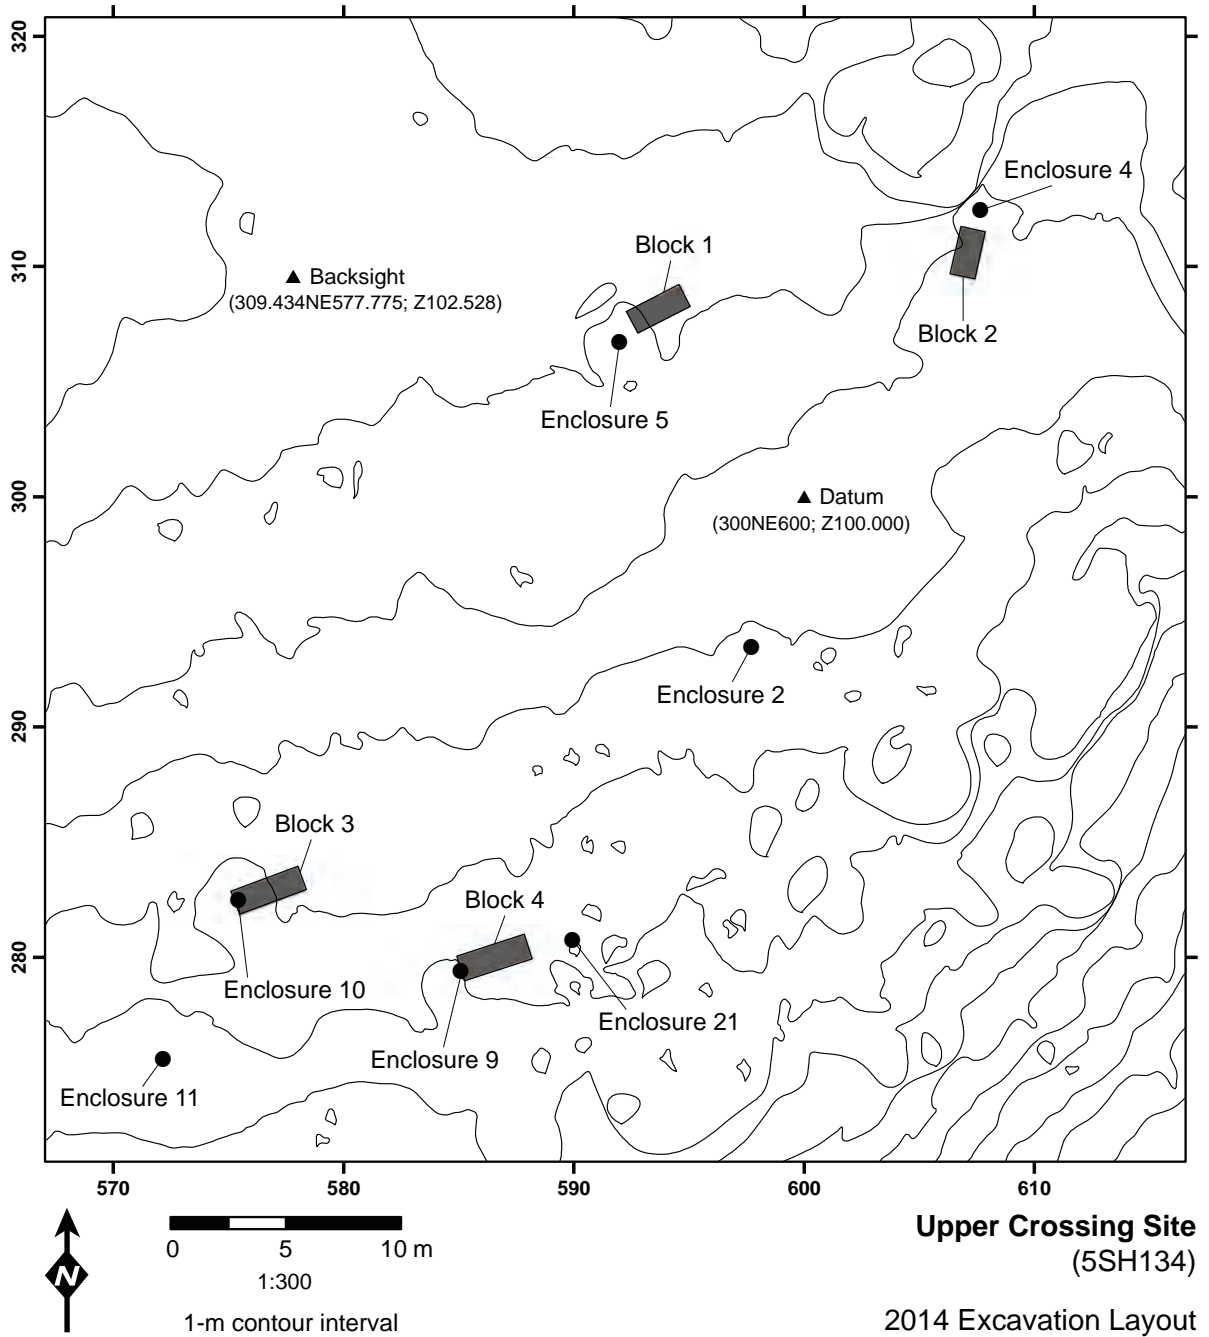 320
310
300
290
280
Enclosure 4
Block 1
Backsight
(309.434NE577.775; Z102.528)
Block 2
Enclosure 5
Datum
(300NE600; Z100.000)
Enclosure 2
Block 3
Block 4
Enclosure 10
Enclosure 21
Enclosure 9
Enclosure 11
570 580 590 600 610
N
0 5 10 m
1:300
1-m contour interval
Upper Crossing Site
(5SH134)
2014 Excavation Layout